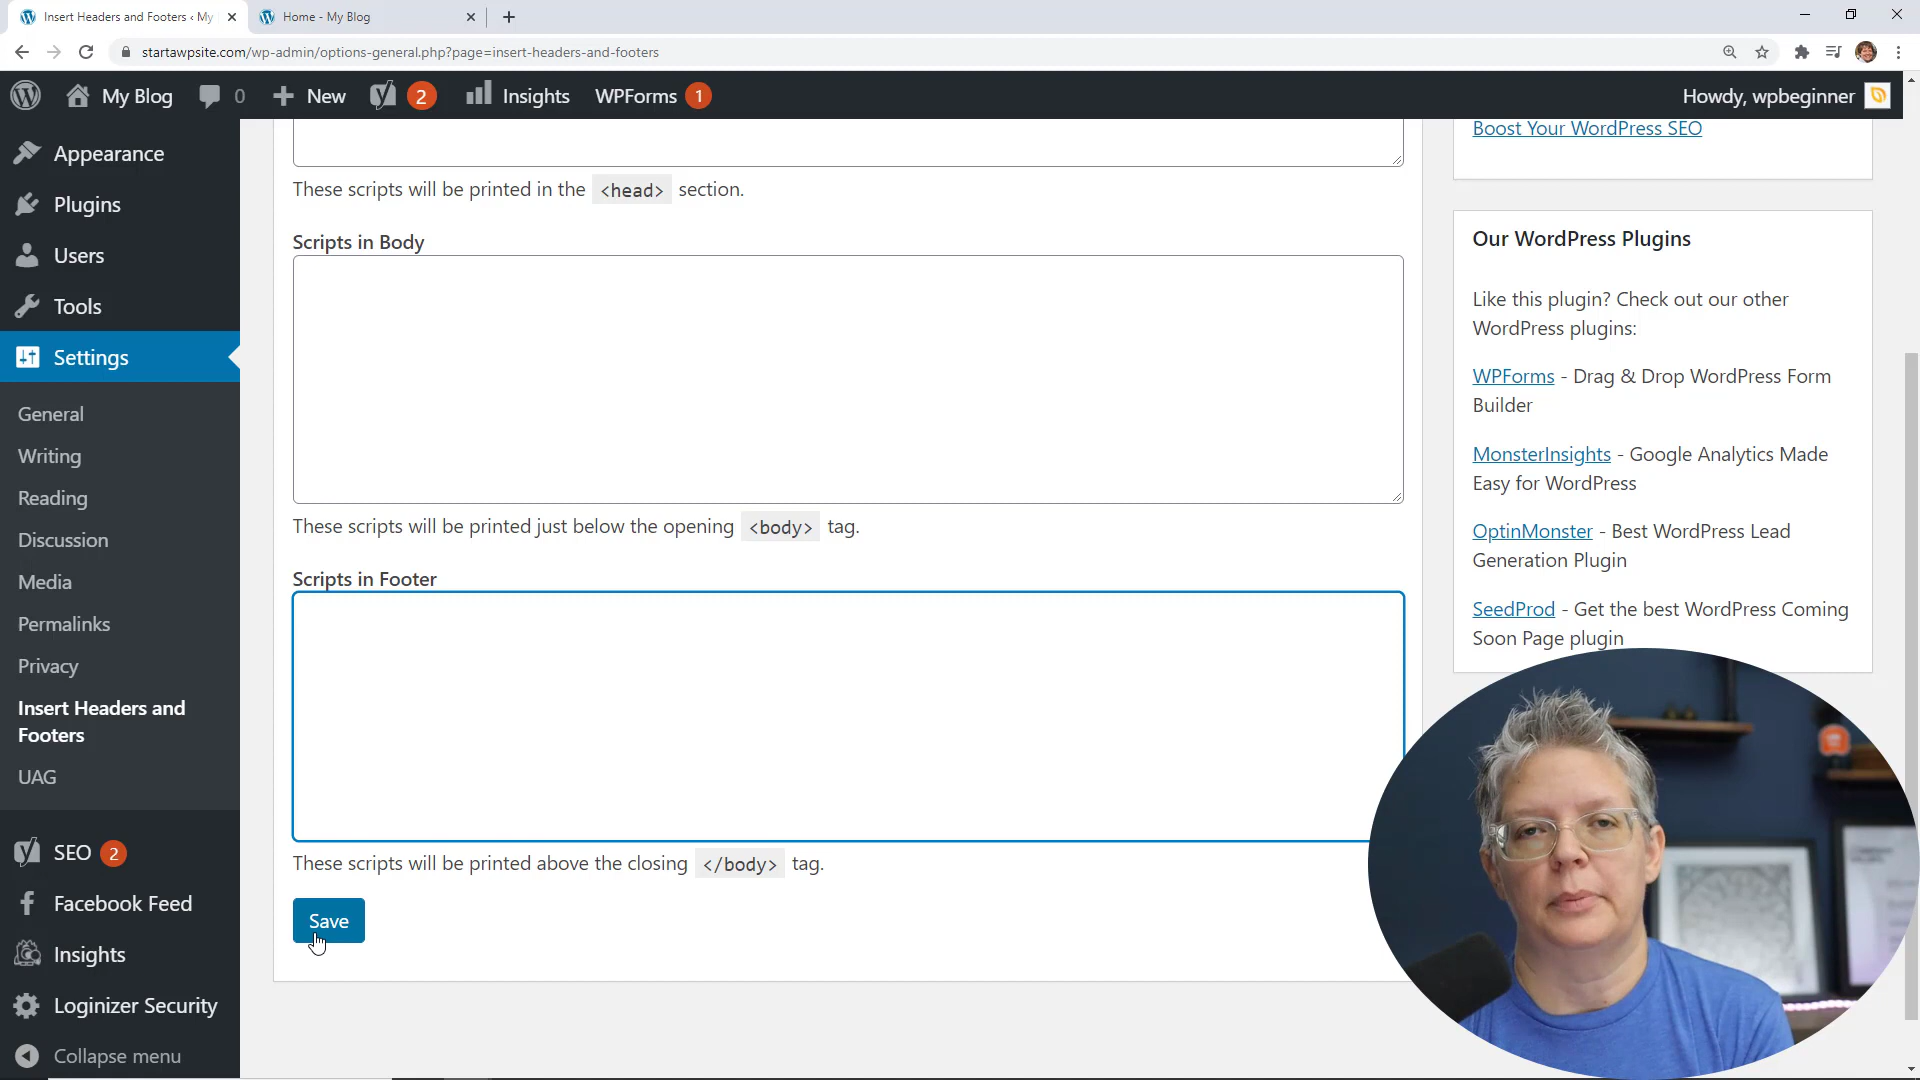 Insert Headers and Footers ‹ My
Home - My Blog
startawpsite.com/wp-admin/options-general.php?page=insert-headers-and-footers
My Blog 0 New 2 Insights WPForms 1
Howdy, wpbeginner
Appearance
Plugins
Users
Tools
Settings
General
Writing
Reading
Discussion
Media
Permalinks
Privacy
Insert Headers and
Footers
UAG
SEO 2
Facebook Feed
Insights
Loginizer Security
Collapse menu
These scripts will be printed in the <head> section.
Scripts in Body
These scripts will be printed just below the opening <body> tag.
Scripts in Footer
These scripts will be printed above the closing </body> tag.
Save
Boost Your WordPress SEO
Our WordPress Plugins
Like this plugin? Check out our other
WordPress plugins:
WPForms - Drag & Drop WordPress Form
Builder
MonsterInsights - Google Analytics Made
Easy for WordPress
OptinMonster - Best WordPress Lead
Generation Plugin
SeedProd - Get the best WordPress Coming
Soon Page plugin